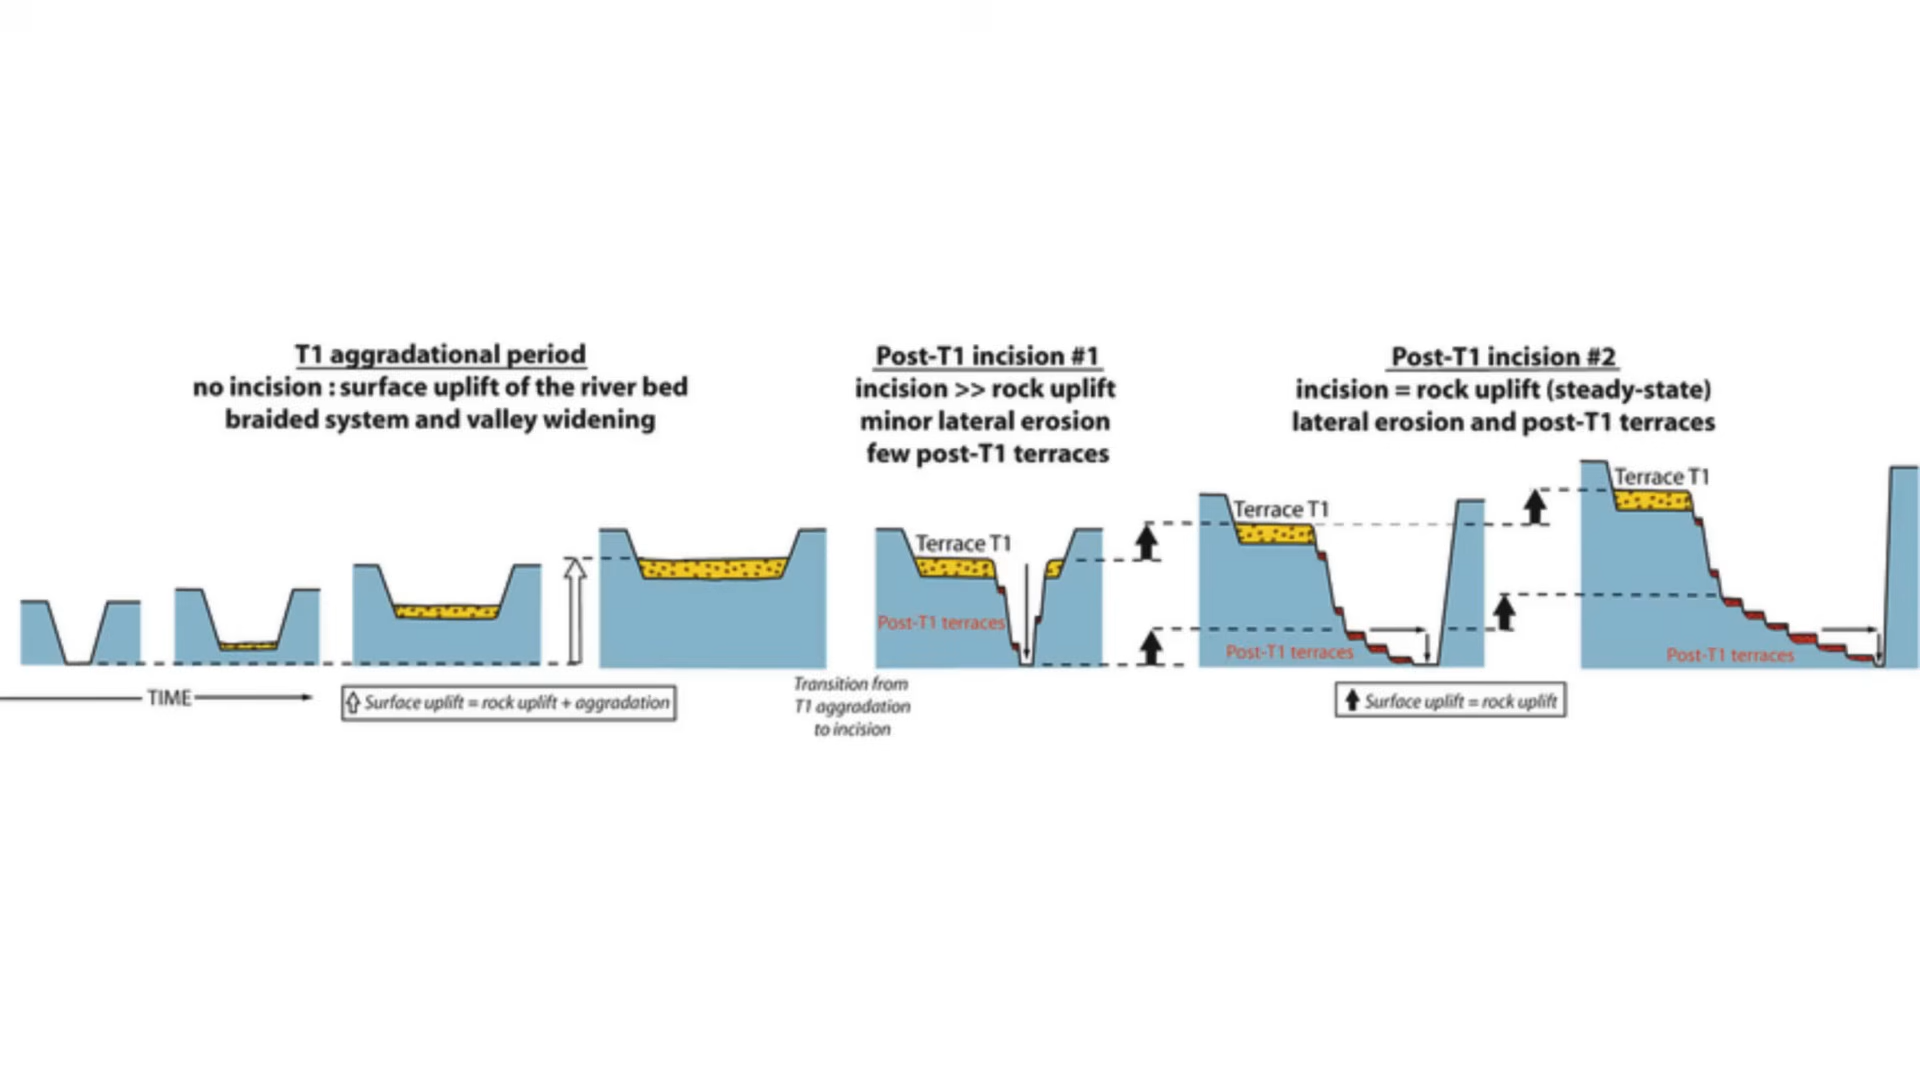 T1 aggradational period
no incision : surface uplift of the river bed
braided system and valley widening
Post-T1 incision #1
incision >> rock uplift
minor lateral erosion
few post-T1 terraces
Post-T1 incision #2
incision = rock uplift (steady-state)
lateral erosion and post-T1 terraces
Terrace T1
Post-T1 terraces
Terrace T1
Post-T1 terraces
Terrace T1
Post-T1 terraces
TIME
Surface uplift = rock uplift + aggradation
Transition from
T1 aggradation
to incision
Surface uplift = rock uplift